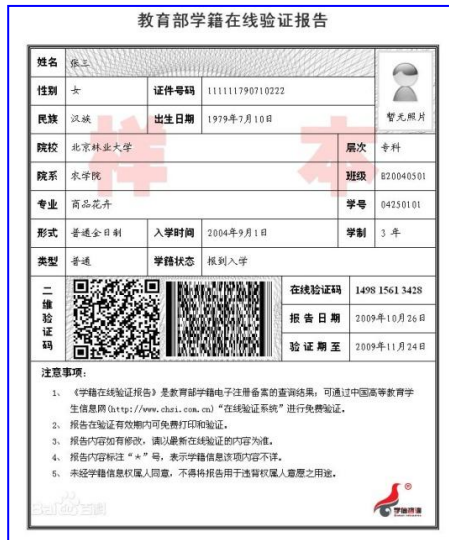 教育部学籍在线验证报告
姓名 张三
性别 女 证件号码 111111790710222
暂无照片
民族 汉族 出生日期 1979年7月10日
院校 北京林业大学 层次 专科
样本
院系 农学院 班级 B20040501
专业 商品花卉 学号 04250101
形式 普通全日制 入学时间 2004年9月1日 学制 3 年
类型 普通 学籍状态 报到入学
二维验证码
在线验证码 1498 1561 3428
报告日期 2009年10月26日
验证期至 2009年11月24日
注意事项:
1、《学籍在线验证报告》是教育部学籍电子注册备案的查询结果,可通过中国高等教育学
生信息网(http://www.chsi.com.cn)“在线验证系统”进行免费验证。
2、报告在验证有效期内可免费打印和验证。
3、报告内容如有修改,请以最新在线验证的内容为准。
4、报告内容标注“*”号,表示学籍信息该项内容不详。
5、未经学籍信息权属人同意,不得将报告用于违背权属人意愿之用途。
Bai 百科
学信网